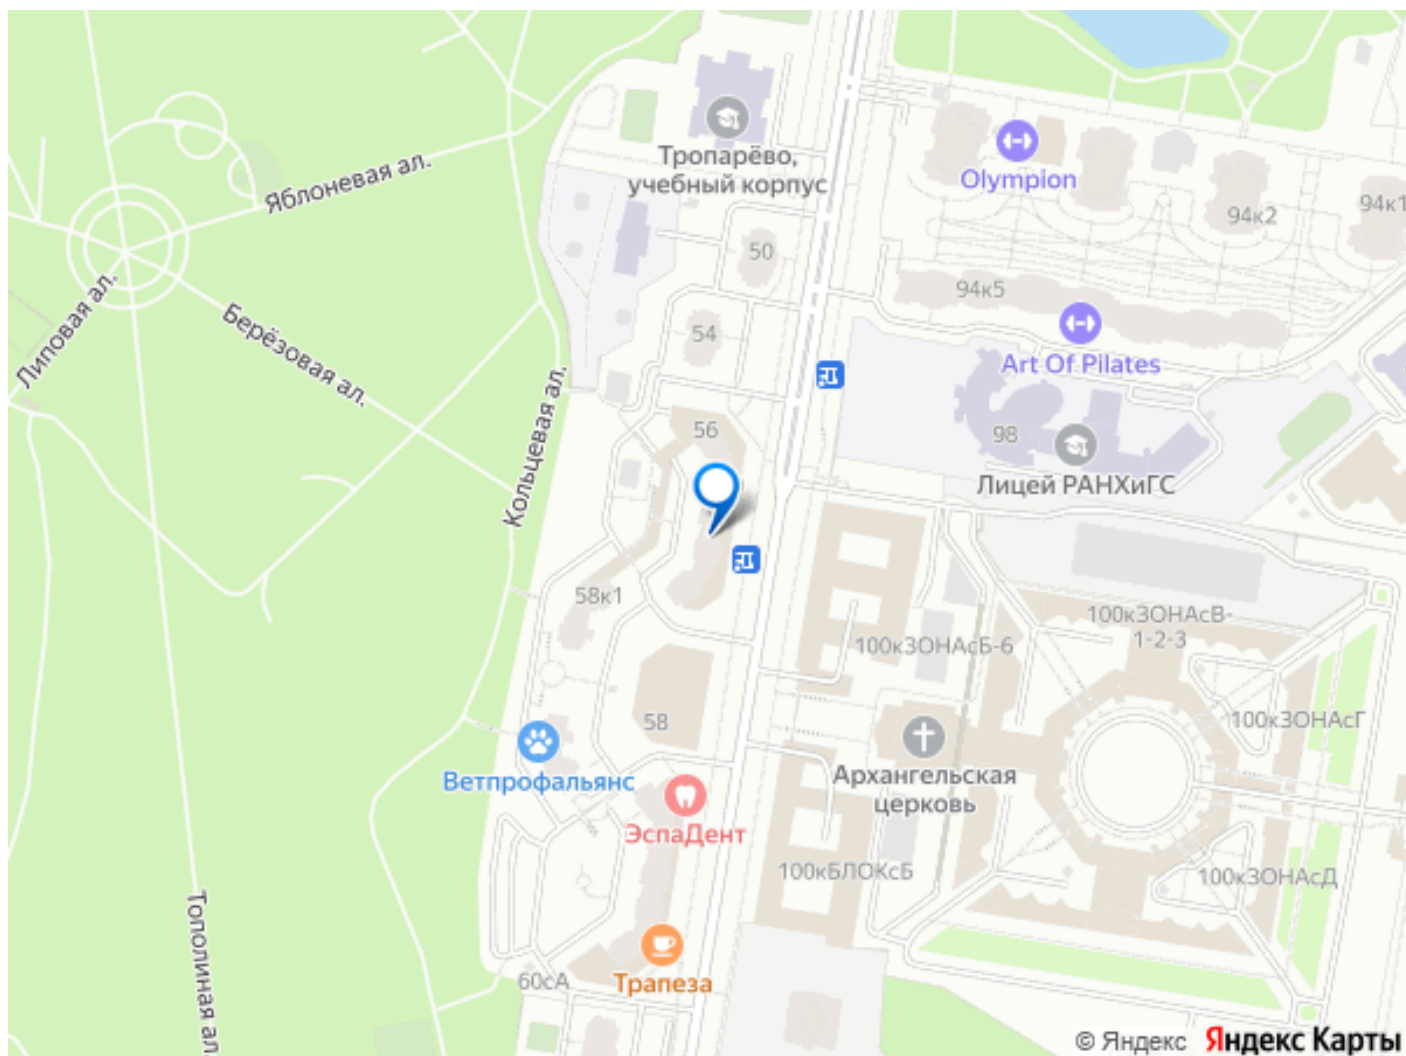 Тропарёво,
учебный корпус
Olympion
Яблоневая ал.
94к1
94к2
50
Липовая ал.
94к5
Берёзовая ал.
54
Art Of Pilates
Кольцевая ал.
56
98
Лицей РАНХиГС
58к1
100кЗОНАсВ-
1-2-3
100кЗОНАсБ-6
58
100кЗОНАсГ
Ветпрофальянс
Архангельская
церковь
ЭспаДент
100кБЛОКсБ
100кЗОНАсД
Тополиная ал.
60сА
Трапеза
© Яндекс Яндекс Карты